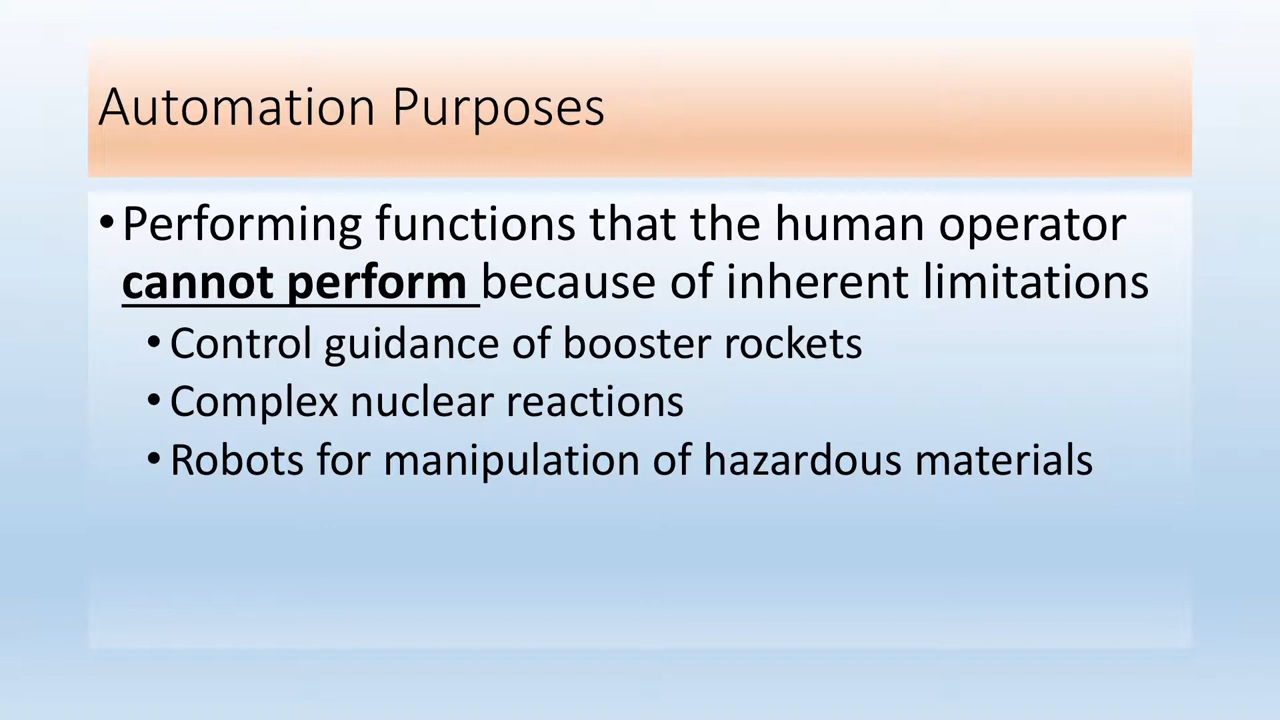 Automation Purposes
•Performing functions that the human operator
cannot perform because of inherent limitations
•Control guidance of booster rockets
•Complex nuclear reactions
•Robots for manipulation of hazardous materials